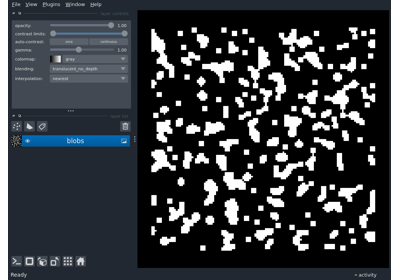 File View Plugins Window Help
opacity: 1.00
contrast limits:
auto-contrast: once continuous
gamma: 1.00
colormap: gray
blending: translucent_no_depth
interpolation: nearest
blobs
Ready
activity